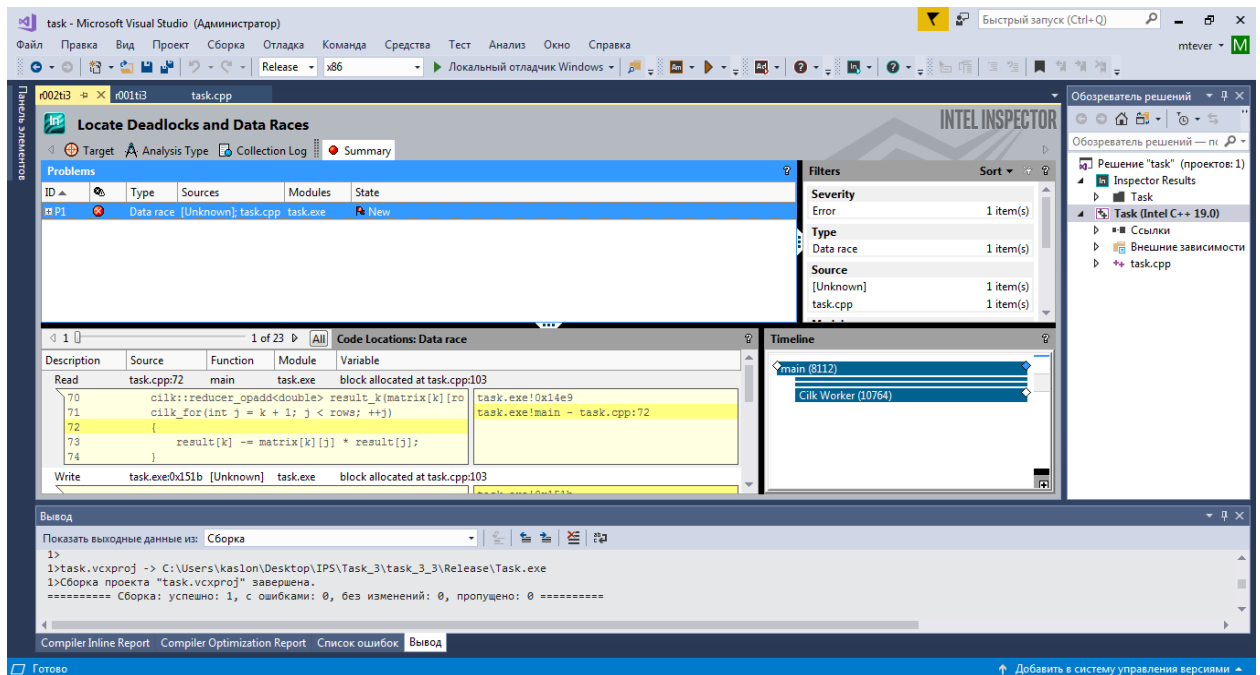 task - Microsoft Visual Studio (Администратор)
Быстрый запуск (Ctrl+Q)
Файл Правка Вид Проект Сборка Отладка Команда Средства Тест Анализ Окно Справка
mtever M
Release x86 Локальный отладчик Windows
Панель элементов
r002ti3 r001ti3 task.cpp
Обозреватель решений
Locate Deadlocks and Data Races
INTEL INSPECTOR
Target Analysis Type Collection Log Summary
Обозреватель решений — пс
Решение "task" (проектов: 1)
Inspector Results
Task
Task (Intel C++ 19.0)
Ссылки
Внешние зависимости
task.cpp
Problems
ID Type Sources Modules State
P1 Data race [Unknown]; task.cpp task.exe New
Filters Sort
Severity
Error 1 item(s)
Type
Data race 1 item(s)
Source
[Unknown] 1 item(s)
task.cpp 1 item(s)
1 1 of 23 All Code Locations: Data race
Description Source Function Module Variable
Read task.cpp:72 main task.exe block allocated at task.cpp:103
70 cilk::reducer_opadd<double> result_k(matrix[k][ro
71 cilk_for(int j = k + 1; j < rows; ++j)
72 {
73 result[k] -= matrix[k][j] * result[j];
74 }
task.exe!0x14e9
task.exe!main - task.cpp:72
Write task.exe:0x151b [Unknown] task.exe block allocated at task.cpp:103
Timeline
main (8112)
Cilk Worker (10764)
Вывод
Показать выходные данные из: Сборка
1>
1>task.vcxproj -> C:\Users\kaslon\Desktop\IPS\Task_3\task_3_3\Release\Task.exe
1>Сборка проекта "task.vcxproj" завершена.
========== Сборка: успешно: 1, с ошибками: 0, без изменений: 0, пропущено: 0 ==========
Compiler Inline Report Compiler Optimization Report Список ошибок Вывод
Готово
Добавить в систему управления версиями